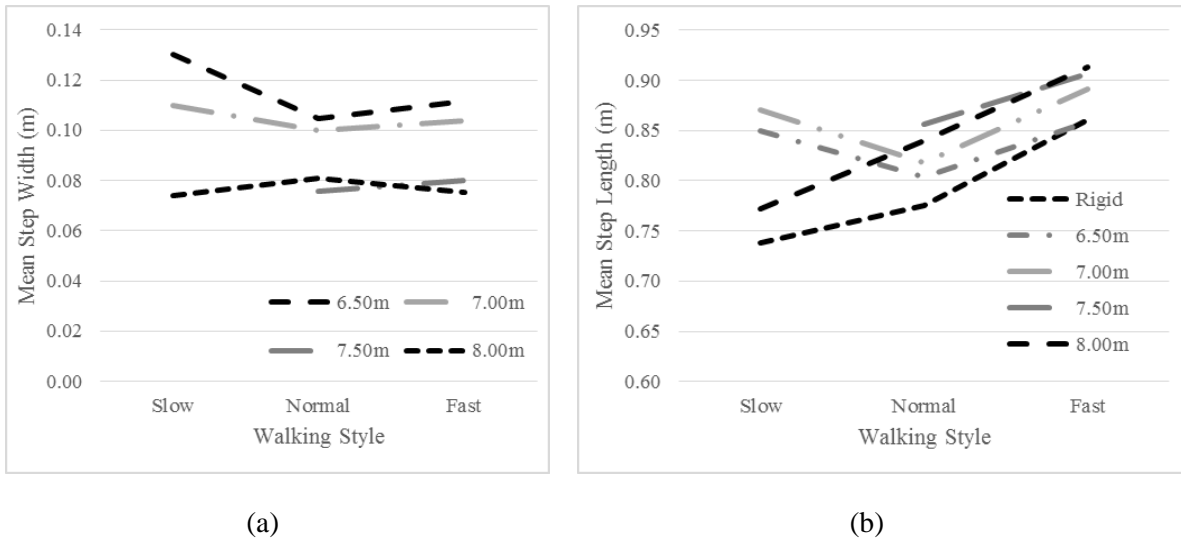 0.14
0.12
0.10
0.08
0.06
0.04
0.02
0.00
Mean Step Width (m)
6.50m 7.00m
7.50m 8.00m
Slow Normal Fast
Walking Style
(a)
0.95
0.90
0.85
0.80
0.75
0.70
0.65
0.60
Mean Step Length (m)
Rigid
6.50m
7.00m
7.50m
8.00m
Slow Normal Fast
Walking Style
(b)